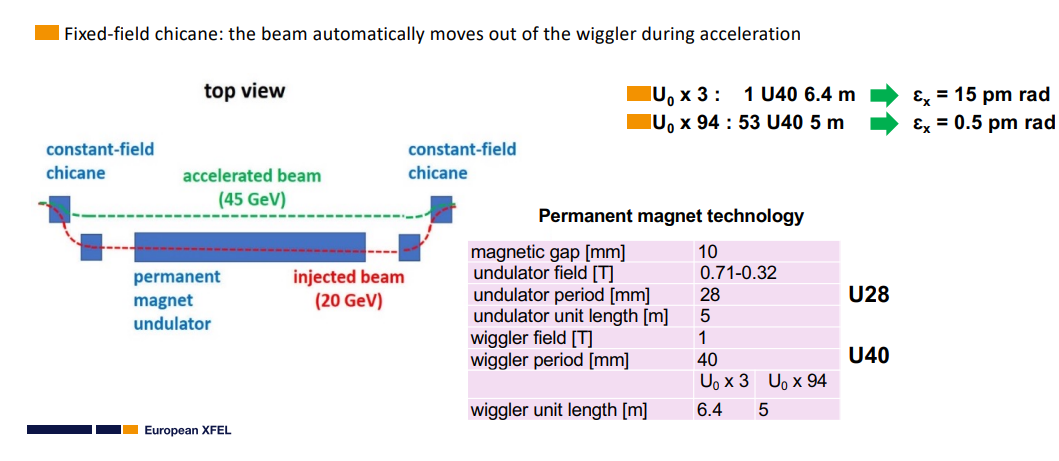 Fixed-field chicane: the beam automatically moves out of the wiggler during acceleration
top view
U₀ x 3 : 1 U40 6.4 m εₓ = 15 pm rad
U₀ x 94 : 53 U40 5 m εₓ = 0.5 pm rad
constant-field
chicane
accelerated beam
(45 GeV)
constant-field
chicane
permanent
magnet
undulator
injected beam
(20 GeV)
Permanent magnet technology
magnetic gap [mm] 10
undulator field [T] 0.71-0.32
undulator period [mm] 28
undulator unit length [m] 5
U28
wiggler field [T] 1
wiggler period [mm] 40
U40
U₀ x 3 U₀ x 94
wiggler unit length [m] 6.4 5
European XFEL